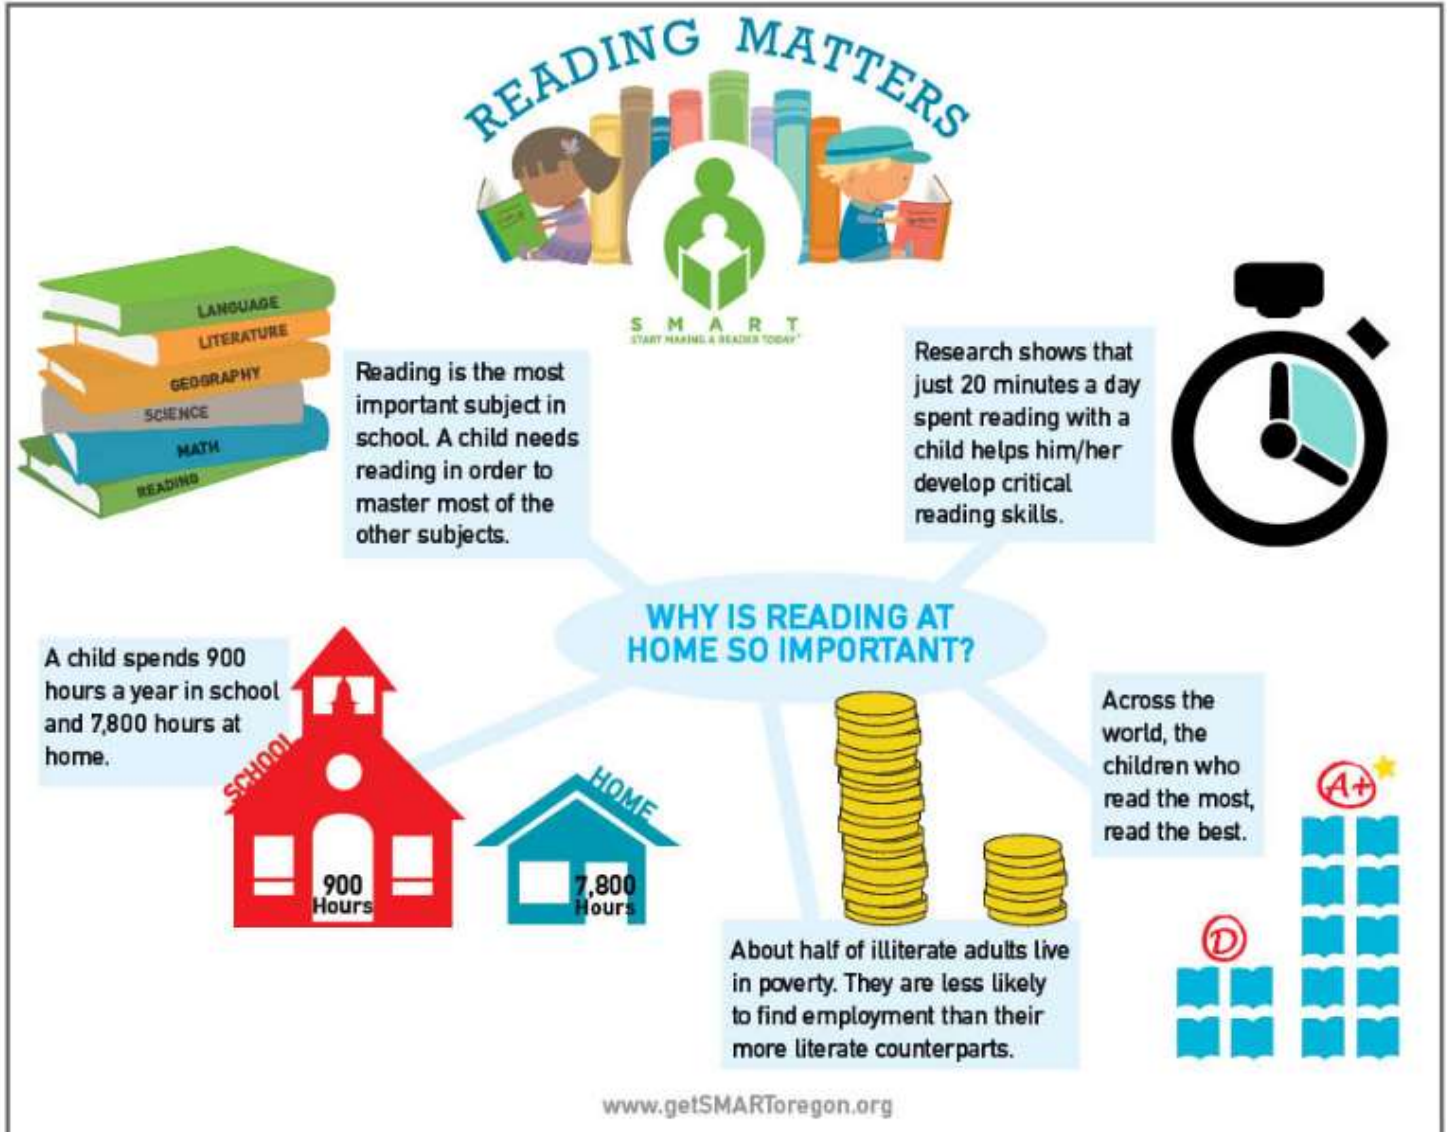 READING MATTERS
S M A R T
START MAKING A READER TODAY
LANGUAGE
LITERATURE
GEOGRAPHY
SCIENCE
MATH
READING
Reading is the most
important subject in
school. A child needs
reading in order to
master most of the
other subjects.
Research shows that
just 20 minutes a day
spent reading with a
child helps him/her
develop critical
reading skills.
WHY IS READING AT
HOME SO IMPORTANT?
A child spends 900
hours a year in school
and 7,800 hours at
home.
SCHOOL
900
Hours
HOME
7,800
Hours
Across the
world, the
children who
read the most,
read the best.
A+
D
About half of illiterate adults live
in poverty. They are less likely
to find employment than their
more literate counterparts.
www.getSMARToregon.org